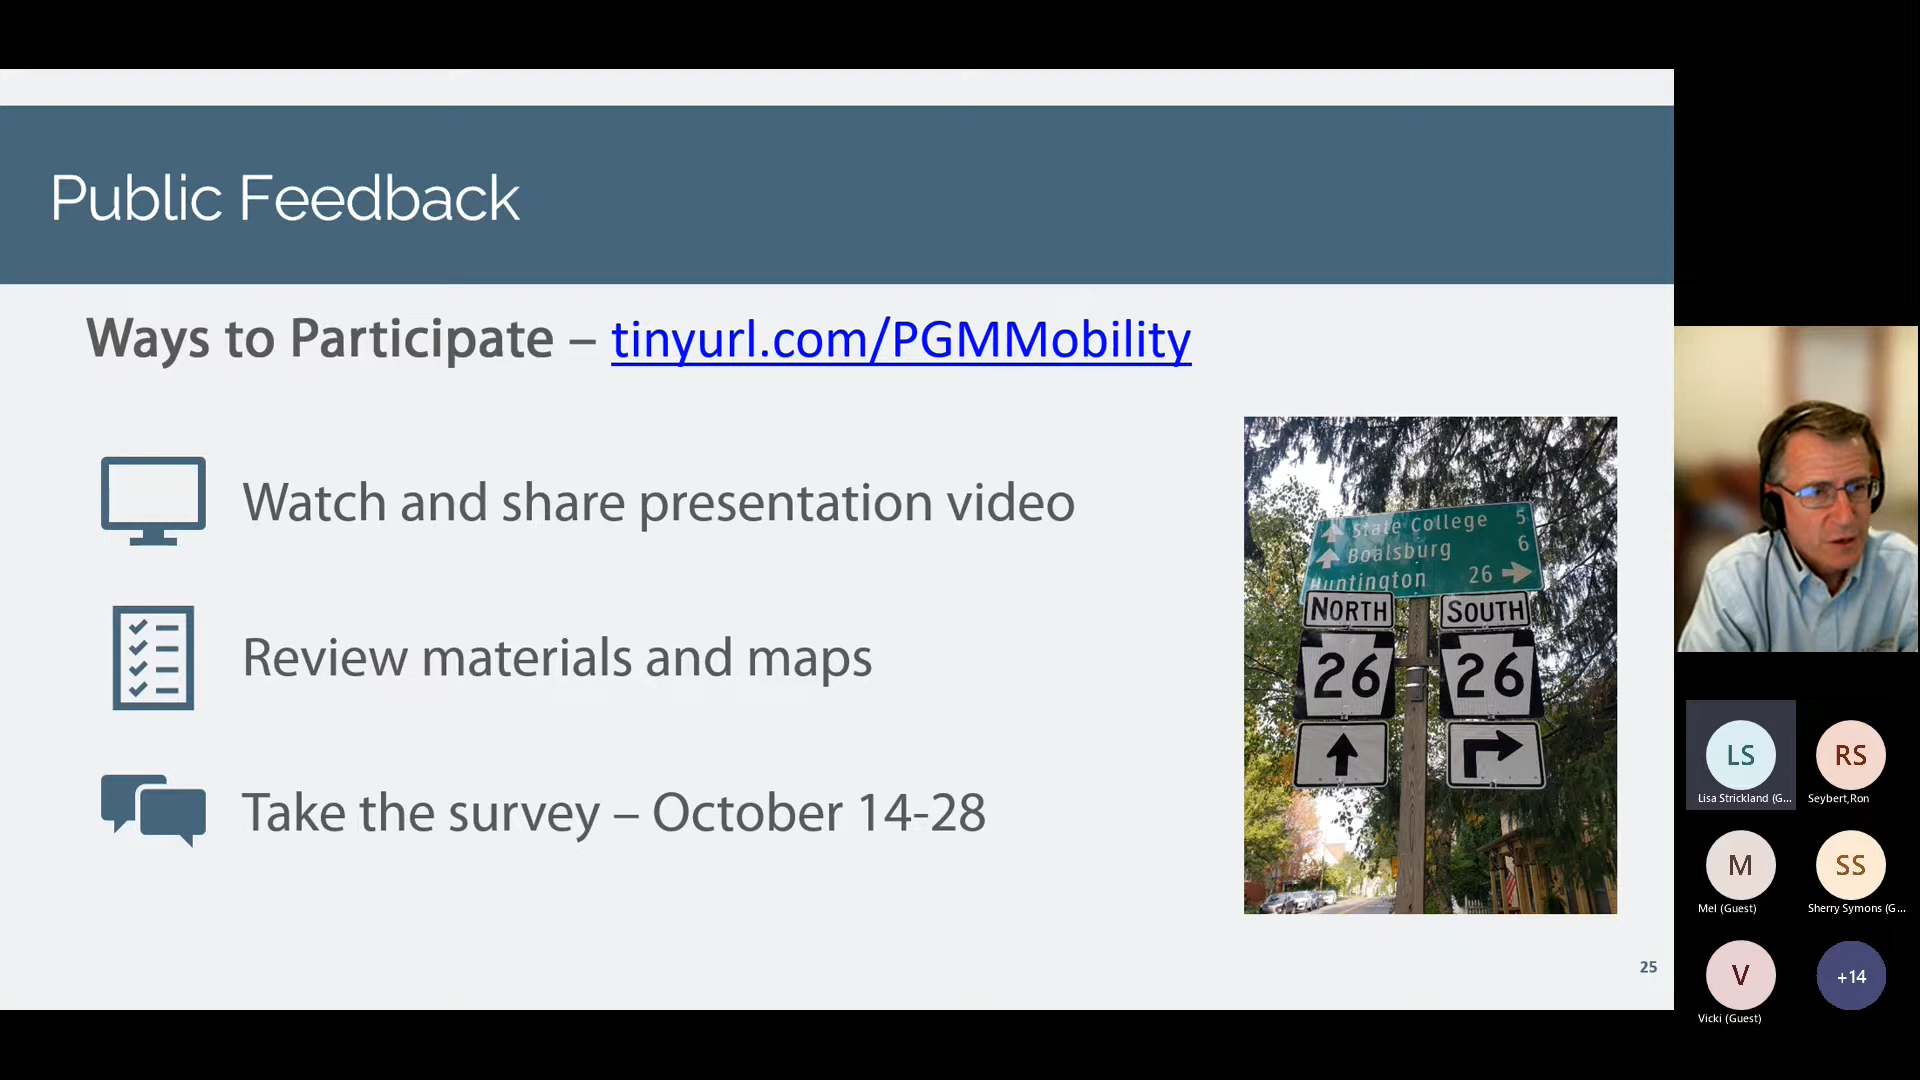 Public Feedback
Ways to Participate – tinyurl.com/PGMMobility
Watch and share presentation video
Review materials and maps
Take the survey – October 14-28
State College 5
Boalsburg 6
Huntington 26
NORTH
SOUTH
26
26
25
LS
Lisa Strickland (G...
RS
Seybert,Ron
M
Mel (Guest)
SS
Sherry Symons (G...
V
Vicki (Guest)
+14